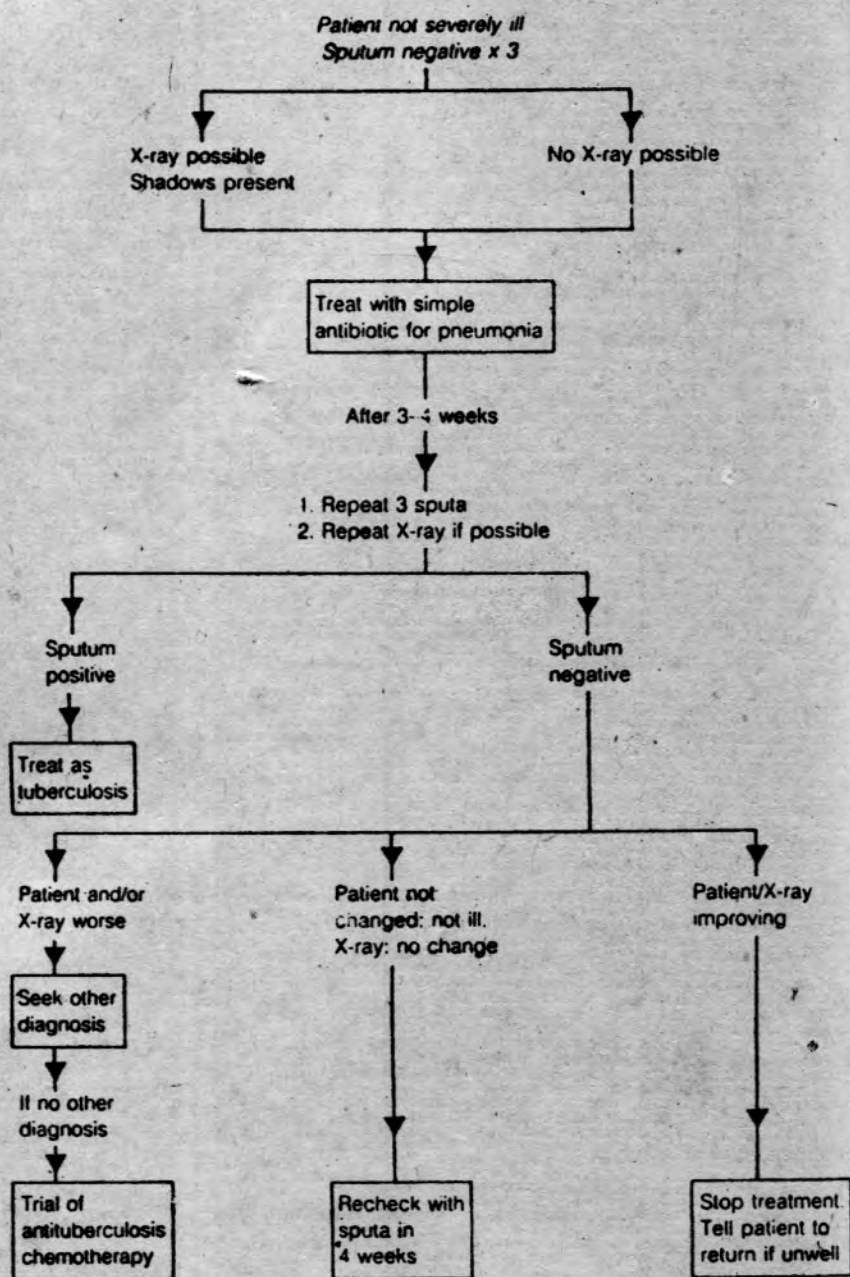 Patient not severely ill
Sputum negative x 3
X-ray possible
Shadows present
No X-ray possible
Treat with simple
antibiotic for pneumonia
After 3-4 weeks
1. Repeat 3 sputa
2. Repeat X-ray if possible
Sputum
positive
Sputum
negative
Treat as
tuberculosis
Patient and/or
X-ray worse
Patient not
changed: not ill.
X-ray: no change
Patient/X-ray
improving
Seek other
diagnosis
If no other
diagnosis
Trial of
antituberculosis
chemotherapy
Recheck with
sputa in
4 weeks
Stop treatment.
Tell patient to
return if unwell